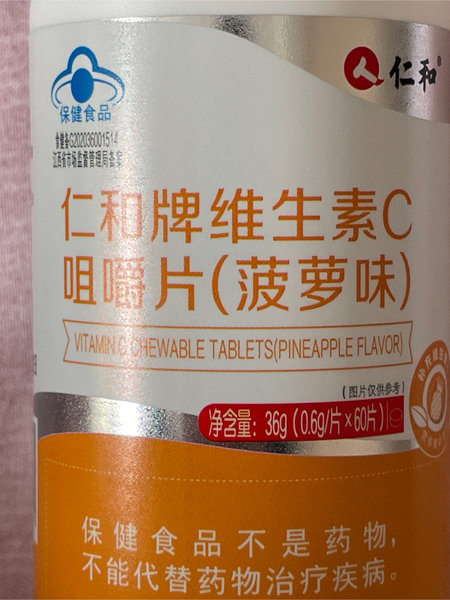 仁和®
保健食品
食健备G202036001514
江西省市场监督管理局备案
仁和牌维生素C
咀嚼片(菠萝味)
VITAMIN C CHEWABLE TABLETS(PINEAPPLE FLAVOR)
(图片仅供参考)
净含量: 36g(0.6g/片×60片)
保健食品不是药物,
不能代替药物治疗疾病。